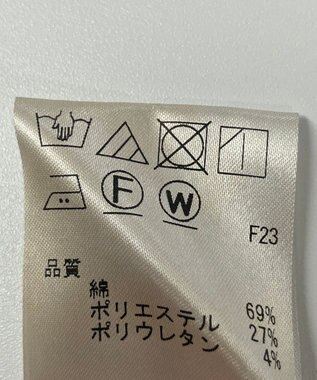 F W
F23
品質
綿 69%
ポリエステル 27%
ポリウレタン 4%